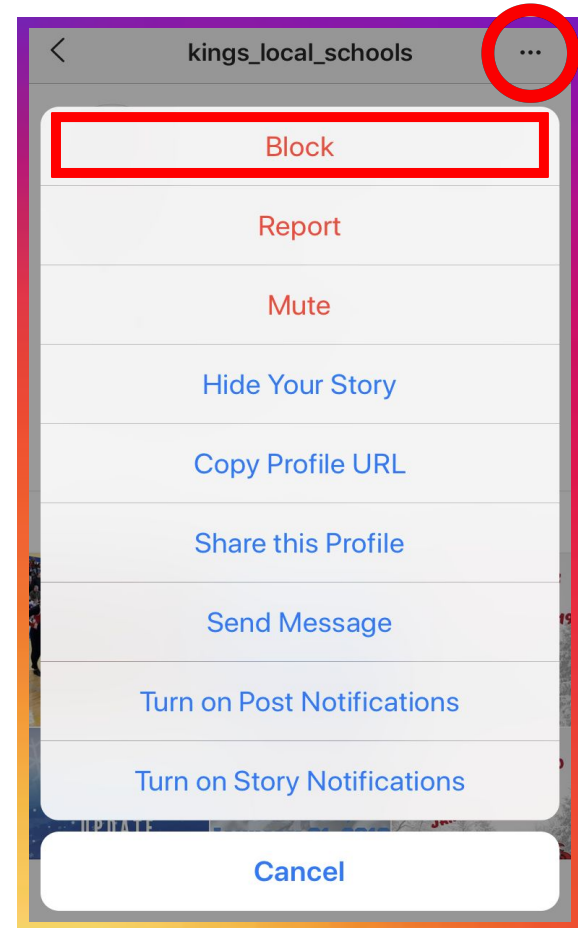 kings_local_schools
Block
Report
Mute
Hide Your Story
Copy Profile URL
Share this Profile
Send Message
Turn on Post Notifications
Turn on Story Notifications
UPDATE
Cancel